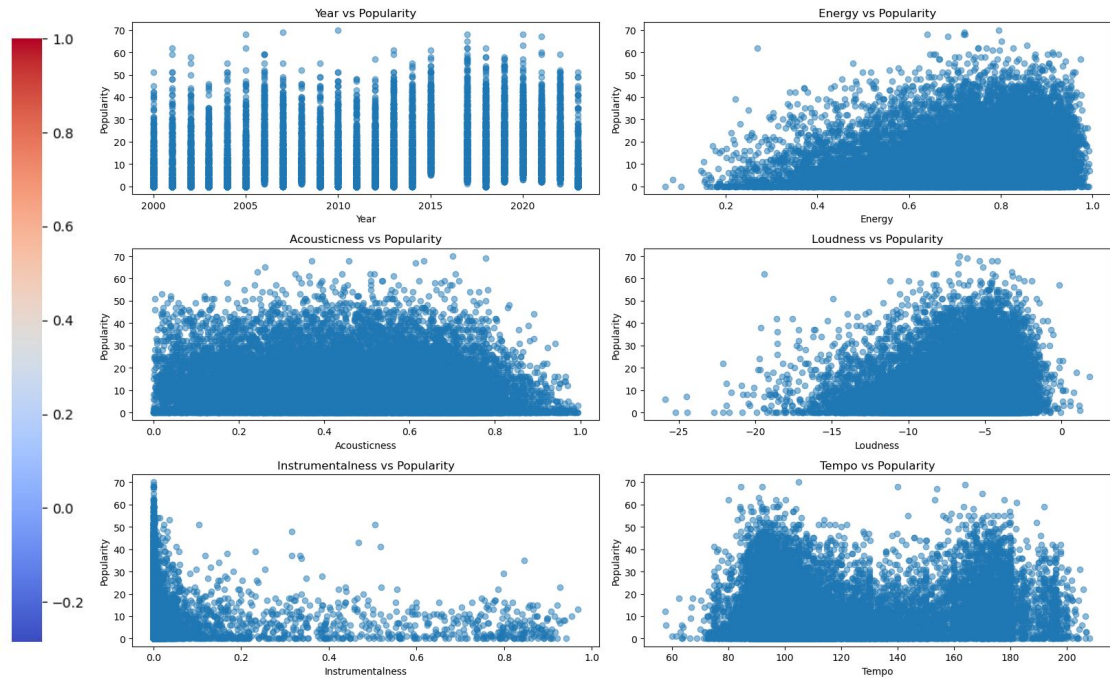 1.0
0.8
0.6
0.4
0.2
0.0
−0.2
Year vs Popularity
Popularity
70
60
50
40
30
20
10
0
2000 2005 2010 2015 2020
Year
Energy vs Popularity
Popularity
70
60
50
40
30
20
10
0
0.2 0.4 0.6 0.8 1.0
Energy
Acousticness vs Popularity
Popularity
70
60
50
40
30
20
10
0
0.0 0.2 0.4 0.6 0.8 1.0
Acousticness
Loudness vs Popularity
Popularity
70
60
50
40
30
20
10
0
−25 −20 −15 −10 −5 0
Loudness
Instrumentalness vs Popularity
Popularity
70
60
50
40
30
20
10
0
0.0 0.2 0.4 0.6 0.8 1.0
Instrumentalness
Tempo vs Popularity
Popularity
70
60
50
40
30
20
10
0
60 80 100 120 140 160 180 200
Tempo